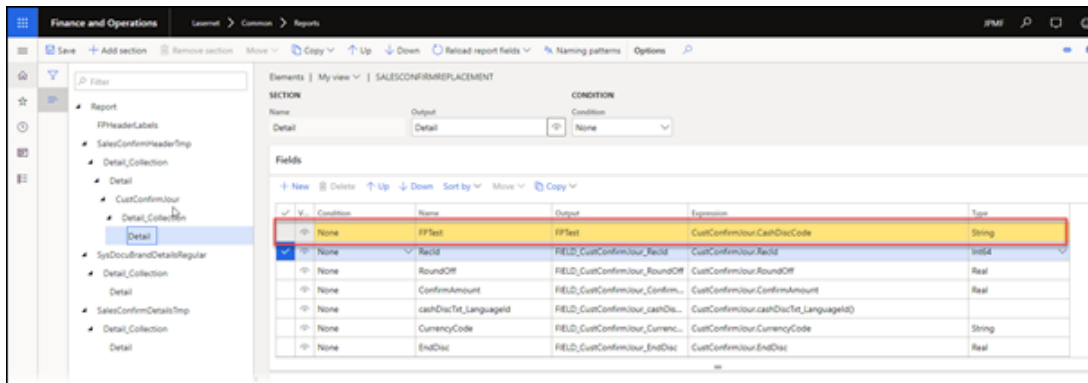 Finance and Operations Lasernet > Common > Reports JPMF
Save + Add section Remove section Move Copy Up Down Reload report fields Naming patterns Options
Filter
Report
FPHeaderLabels
SalesConfirmHeaderTmp
Detail_Collection
Detail
CustConfirmJour
Detail_Collection
Detail
SysDocuBrandDetailsRegular
Detail_Collection
Detail
SalesConfirmDetailsTmp
Detail_Collection
Detail
Elements | My view | SALESCONFIRMREPLACEMENT
SECTION CONDITION
Name Output Condition
Detail Detail None
Fields
+ New Delete Up Down Sort by Move Copy
V... Condition Name Output Expression Type
None FPTest FPTest CustConfirmJour.CashDiscCode String
None RecId FIELD_CustConfirmJour_RecId CustConfirmJour.RecId Int64
None RoundOff FIELD_CustConfirmJour_RoundOff CustConfirmJour.RoundOff Real
None ConfirmAmount FIELD_CustConfirmJour_Confirm... CustConfirmJour.ConfirmAmount Real
None cashDiscTxt_LanguageId FIELD_CustConfirmJour_cashDis... CustConfirmJour.cashDiscTxt_LanguageId()
None CurrencyCode FIELD_CustConfirmJour_Currenc... CustConfirmJour.CurrencyCode String
None EndDisc FIELD_CustConfirmJour_EndDisc CustConfirmJour.EndDisc Real